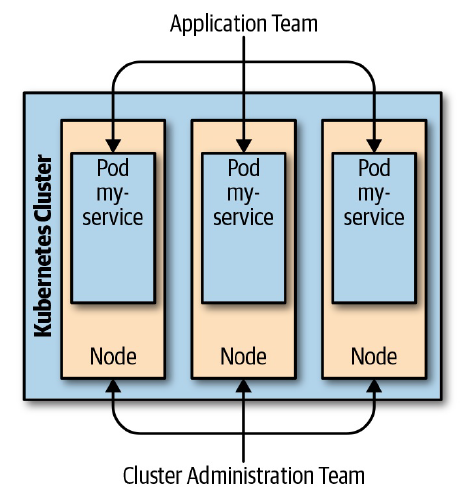 Application Team
Kubernetes Cluster
Pod
my-
service
Pod
my-
service
Pod
my-
service
Node
Node
Node
Cluster Administration Team